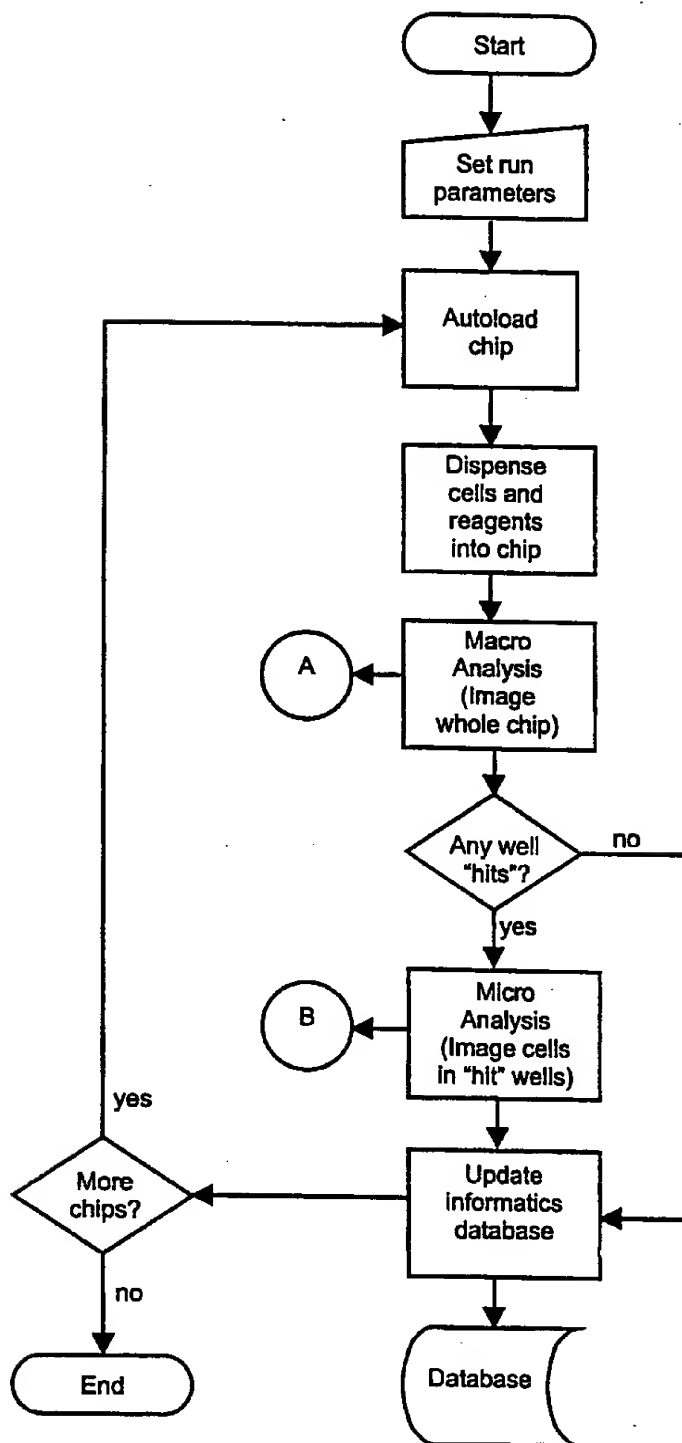 Start
Set run
parameters
Autoload
chip
Dispense
cells and
reagents
into chip
A
Macro
Analysis
(Image
whole chip)
Any well
"hits"?
no
yes
B
Micro
Analysis
(Image cells
in "hit" wells)
yes
More
chips?
Update
informatics
database
no
End
Database